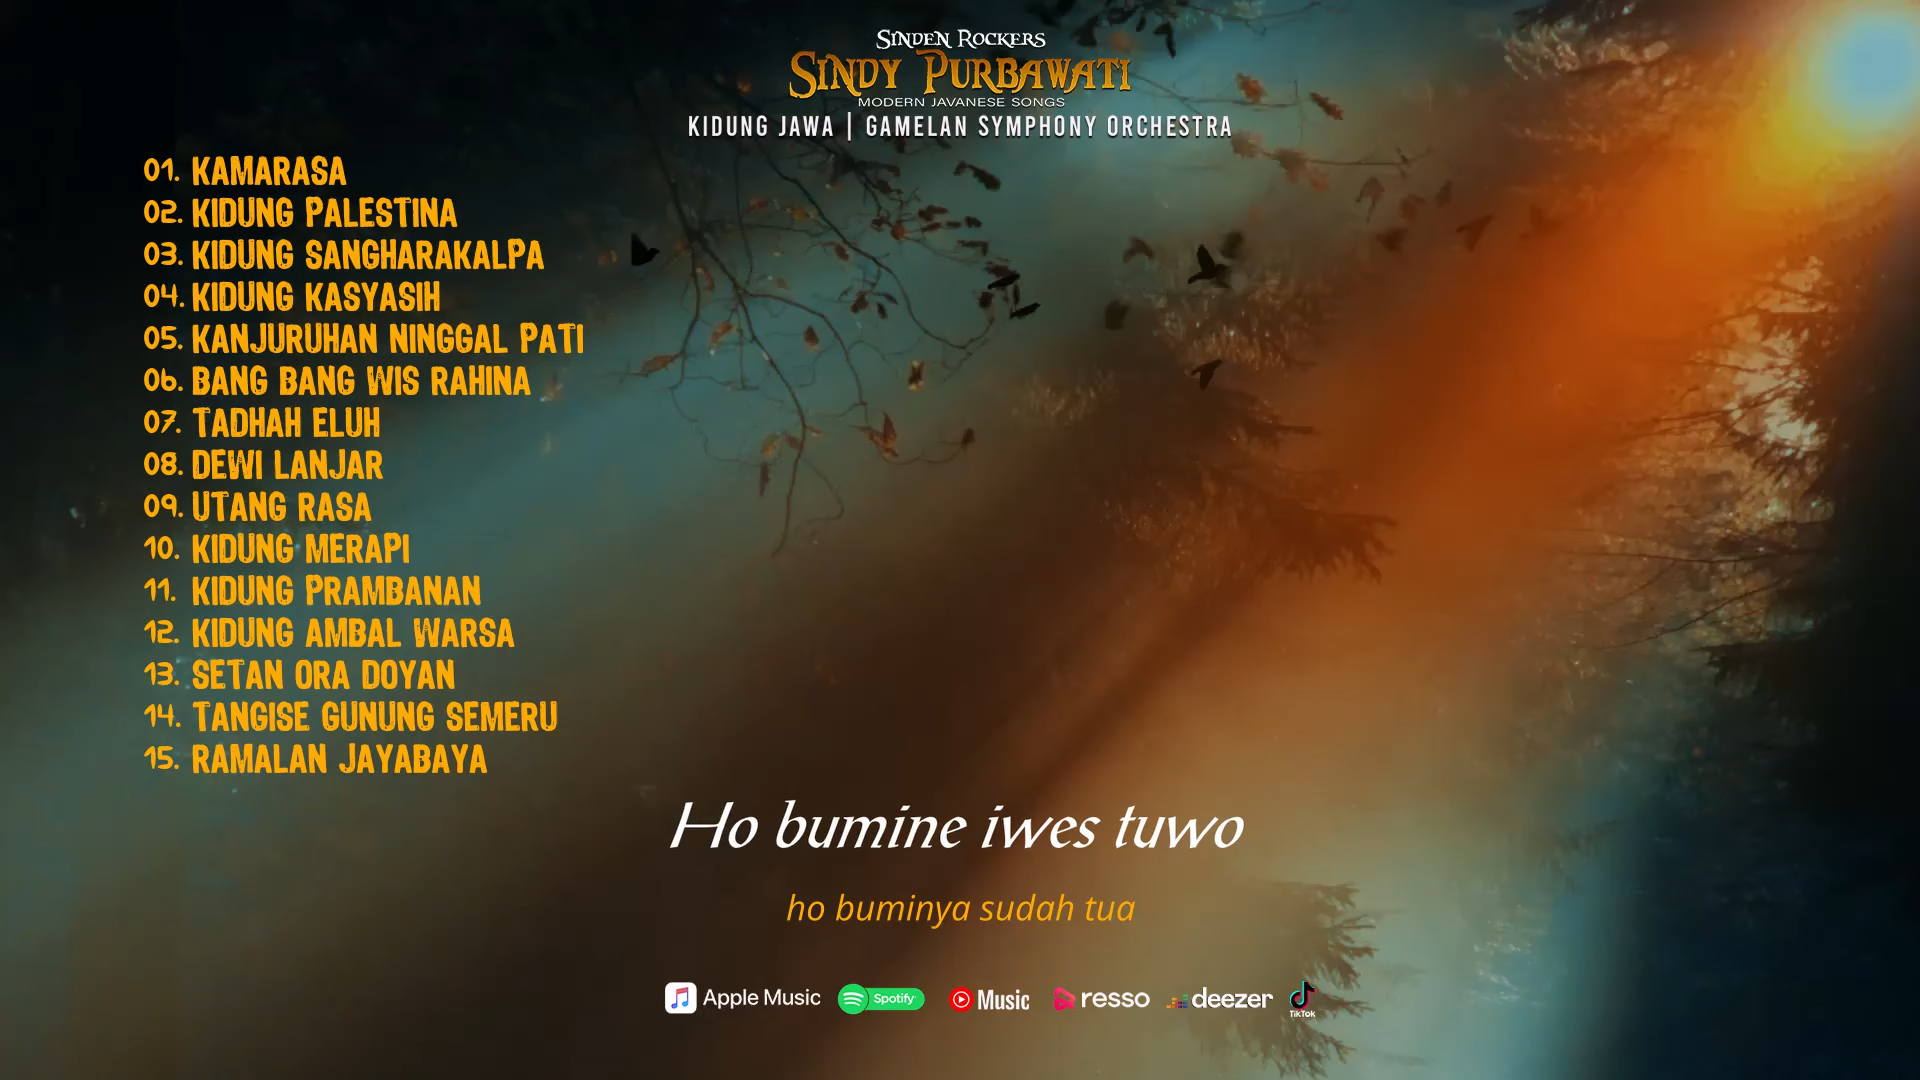 Sinden Rockers
Sindy Purbawati
MODERN JAVANESE SONGS
KIDUNG JAWA | GAMELAN SYMPHONY ORCHESTRA
01. KAMARASA
02. KIDUNG PALESTINA
03. KIDUNG SANGHARAKALPA
04. KIDUNG KASYASIH
05. KANJURUHAN NINGGAL PATI
06. BANG BANG WIS RAHINA
07. TADHAH ELUH
08. DEWI LANJAR
09. UTANG RASA
10. KIDUNG MERAPI
11. KIDUNG PRAMBANAN
12. KIDUNG AMBAL WARSA
13. SETAN ORA DOYAN
14. TANGISE GUNUNG SEMERU
15. RAMALAN JAYABAYA
Ho bumine iwes tuwo
ho buminya sudah tua
Apple Music Spotify Music resso deezer TikTok